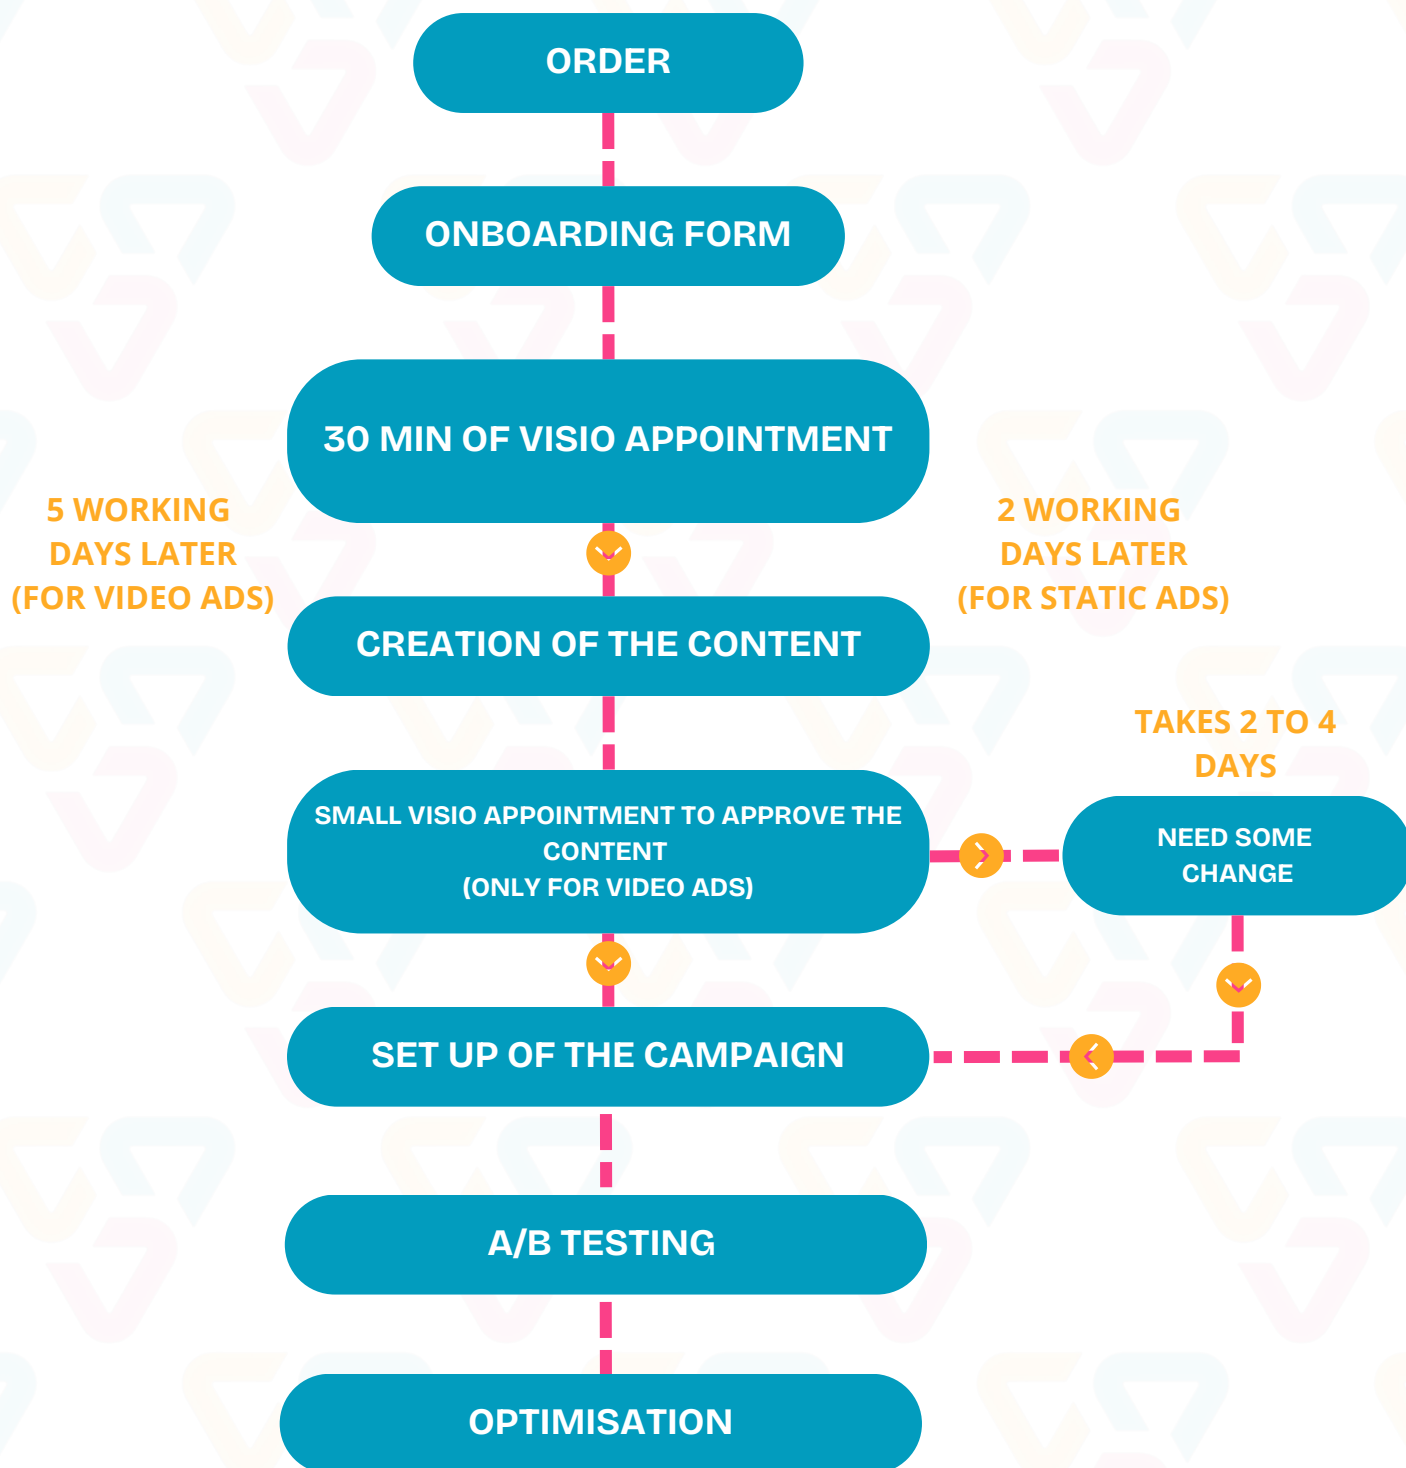 ORDER
ONBOARDING FORM
30 MIN OF VISIO APPOINTMENT
5 WORKING
DAYS LATER
(FOR VIDEO ADS)
2 WORKING
DAYS LATER
(FOR STATIC ADS)
CREATION OF THE CONTENT
TAKES 2 TO 4
DAYS
SMALL VISIO APPOINTMENT TO APPROVE THE
CONTENT
(ONLY FOR VIDEO ADS)
NEED SOME
CHANGE
SET UP OF THE CAMPAIGN
A/B TESTING
OPTIMISATION